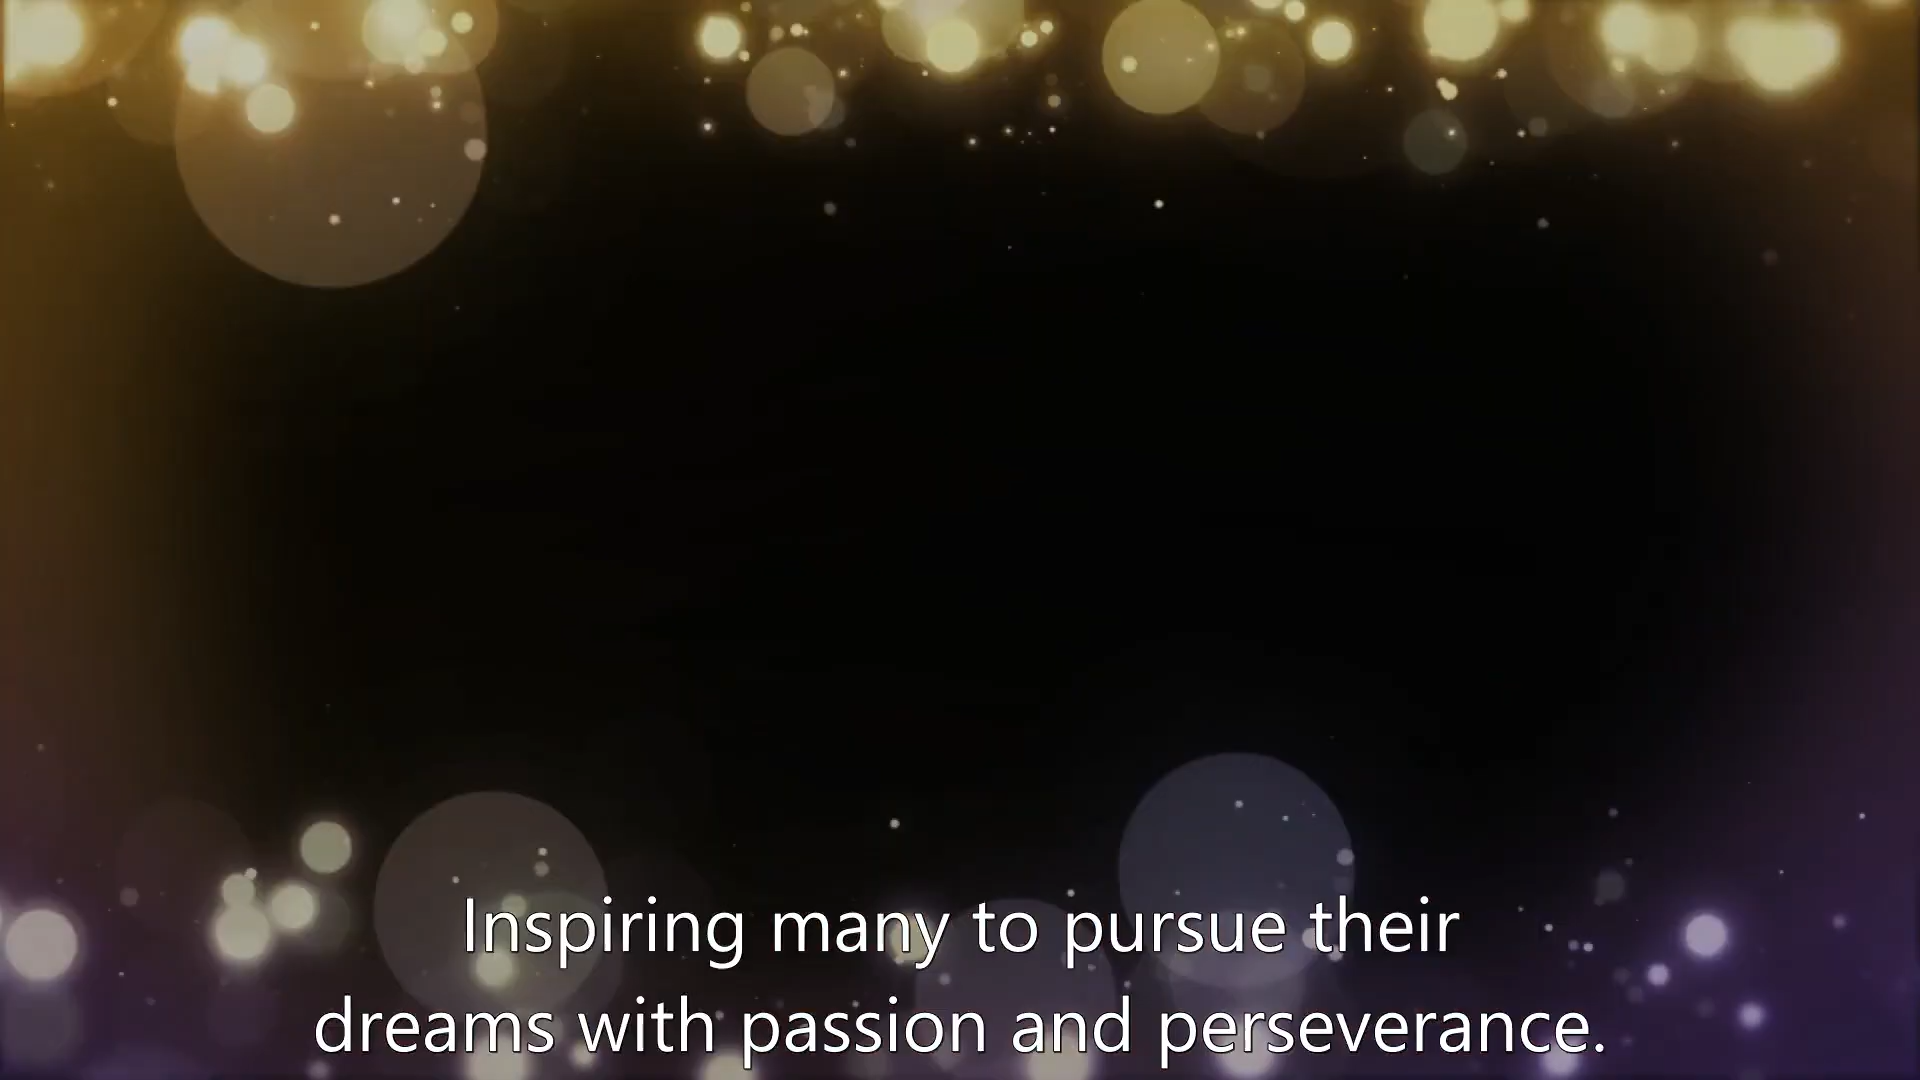 Inspiring many to pursue their
dreams with passion and perseverance.